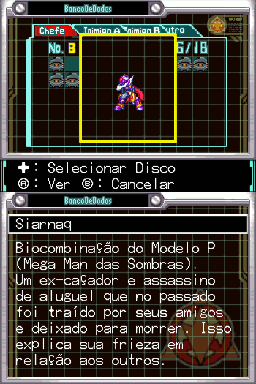 BancoDeDados
Chefe
Inimigo A
Inimigo B
No. 3
/16
✚: Selecionar Disco
Ⓐ: Ver Ⓑ: Cancelar
BancoDeDados
Siarnaq
Biocombinação do Modelo P
(Mega Man das Sombras).
Um ex-caçador e assassino
de aluguel que no passado
foi traído por seus amigos
e deixado para morrer. Isso
explica sua frieza em
relação aos outros.